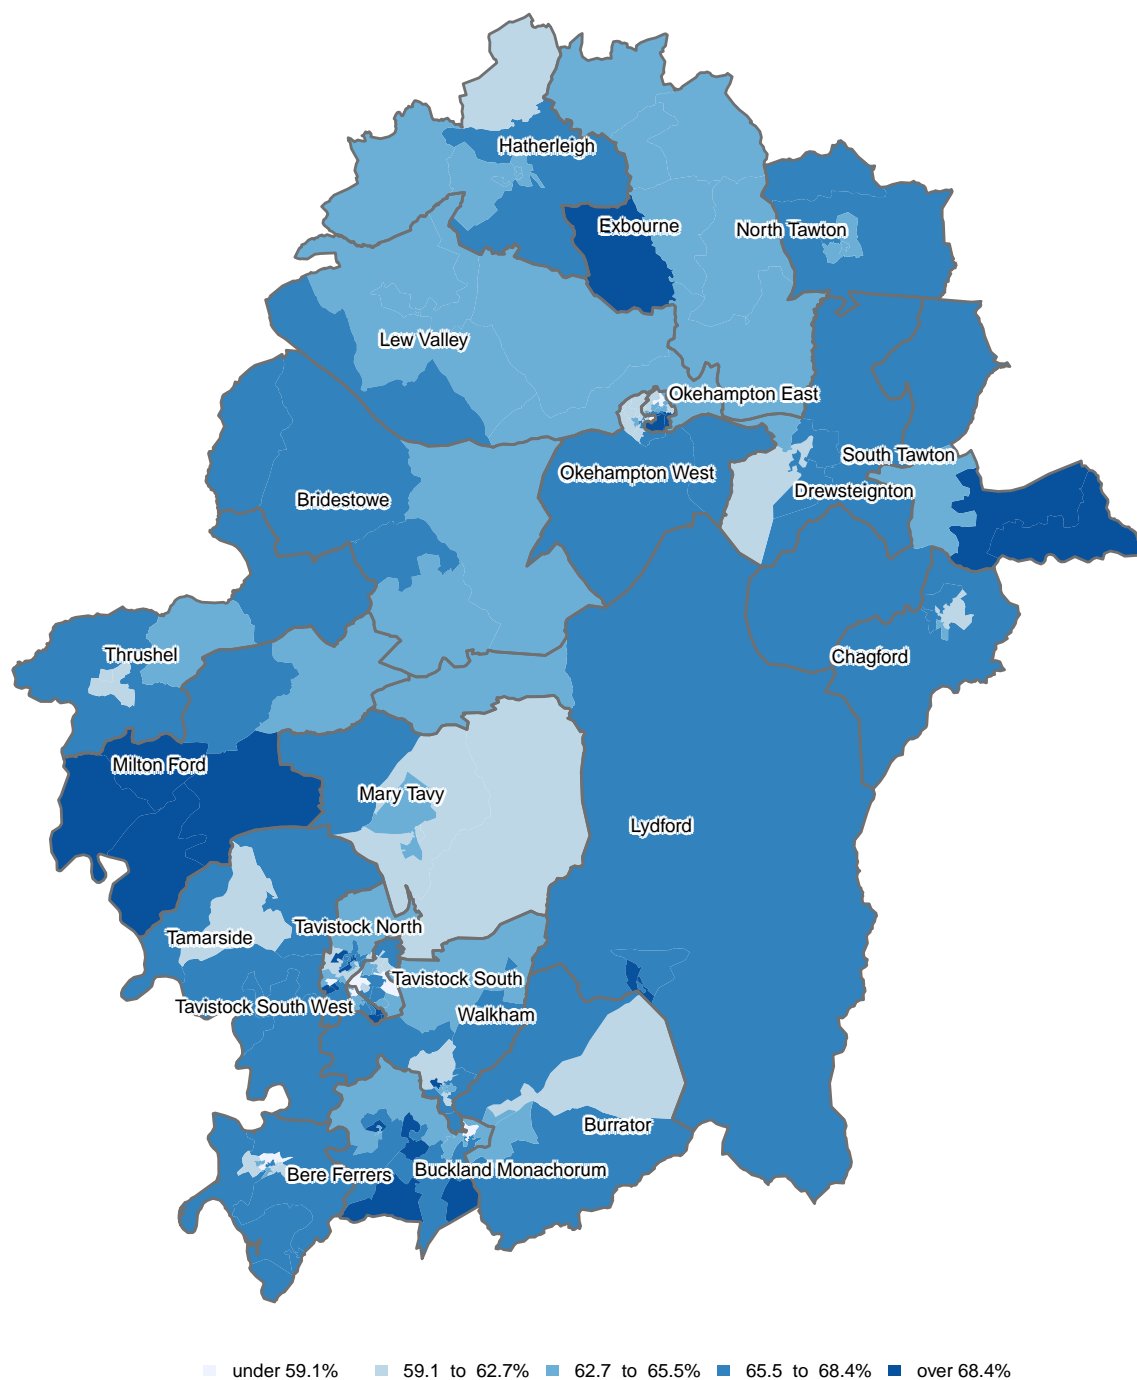 Hatherleigh
Exbourne
North Tawton
Lew Valley
Okehampton East
South Tawton
Okehampton West
Drewsteignton
Bridestowe
Thrushel
Chagford
Milton Ford
Mary Tavy
Lydford
Tavistock North
Tamarside
Tavistock South
Tavistock South West
Walkham
Burrator
Buckland Monachorum
Bere Ferrers
under 59.1% 59.1 to 62.7% 62.7 to 65.5% 65.5 to 68.4% over 68.4%